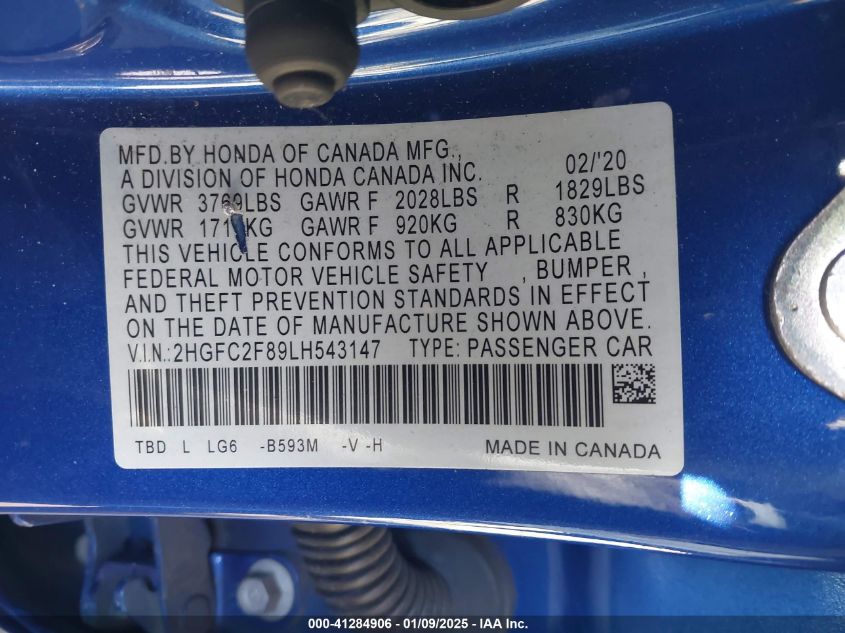 MFD.BY HONDA OF CANADA MFG., 02/'20
A DIVISION OF HONDA CANADA INC.
GVWR 3769LBS GAWR F 2028LBS R 1829LBS
GVWR KG GAWR F 920KG R 830KG
THIS VEHICLE CONFORMS TO ALL APPLICABLE
FEDERAL MOTOR VEHICLE SAFETY , BUMPER ,
AND THEFT PREVENTION STANDARDS IN EFFECT
ON THE DATE OF MANUFACTURE SHOWN ABOVE.
V.I.N.:2HGFC2F89LH543147 TYPE: PASSENGER CAR
TBD L LG6 -B593M -V -H MADE IN CANADA
000-41284906 - 01/09/2025 - IAA Inc.